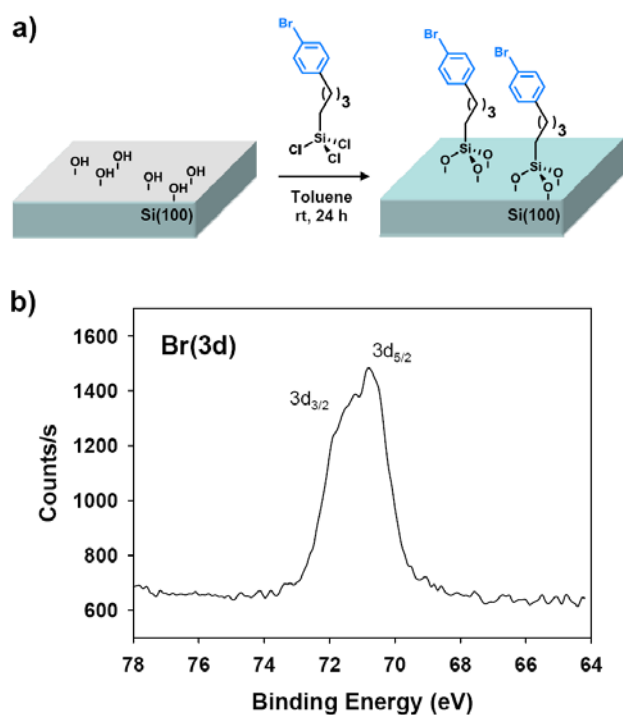 a)
Br
( )3
Si
Cl
Cl
Cl
OH
OH
OH
OH
OH
OH
OH
Si(100)
Toluene
rt, 24 h
Br
( )3
Si
O
O
O
Br
( )3
Si
O
O
O
Si(100)
b)
Br(3d)
3d5/2
3d3/2
Counts/s
1600
1400
1200
1000
800
600
78 76 74 72 70 68 66 64
Binding Energy (eV)